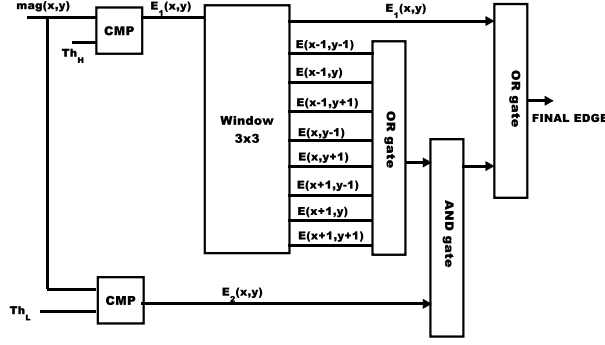 mag(x,y)
E1(x,y)
E1(x,y)
CMP
ThH
E(x-1,y-1)
E(x-1,y)
E(x-1,y+1)
E(x,y-1)
E(x,y+1)
E(x+1,y-1)
E(x+1,y)
E(x+1,y+1)
Window
3x3
OR gate
OR gate
FINAL EDGE
AND gate
CMP
E2(x,y)
ThL